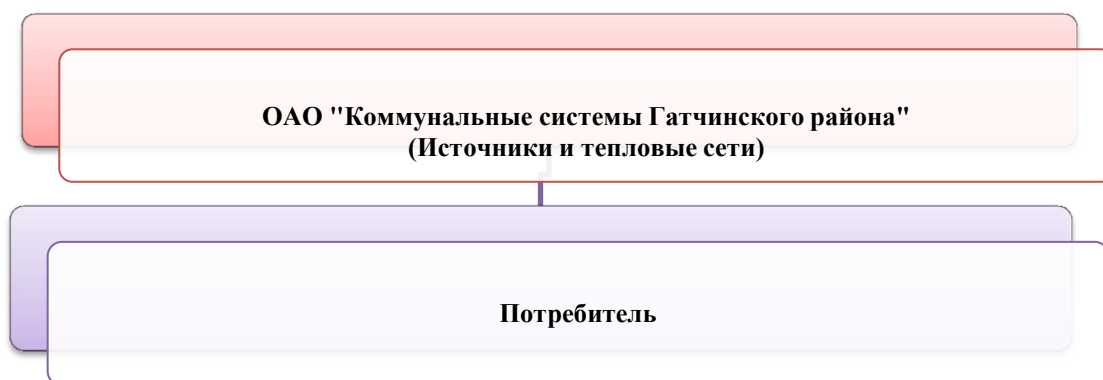 ОАО "Коммунальные системы Гатчинского района"
(Источники и тепловые сети)
Потребитель